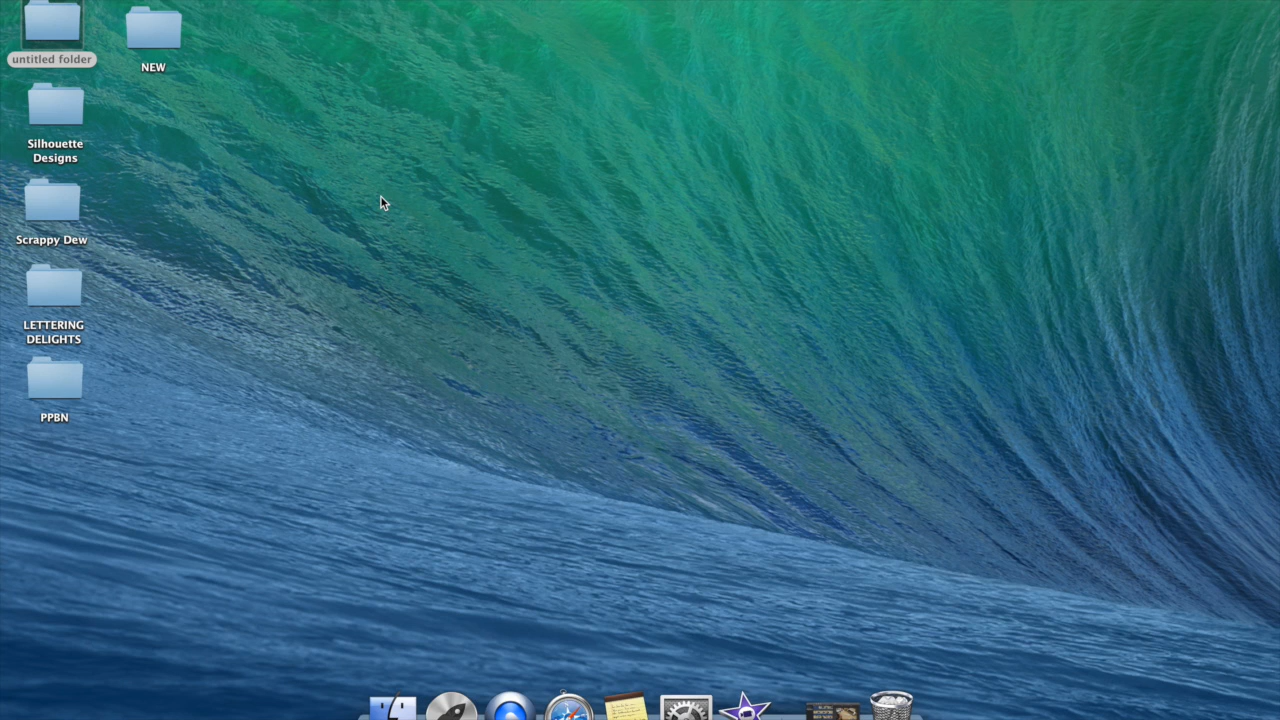 untitled folder
NEW
Silhouette
Designs
Scrappy Dew
LETTERING
DELIGHTS
PPBN